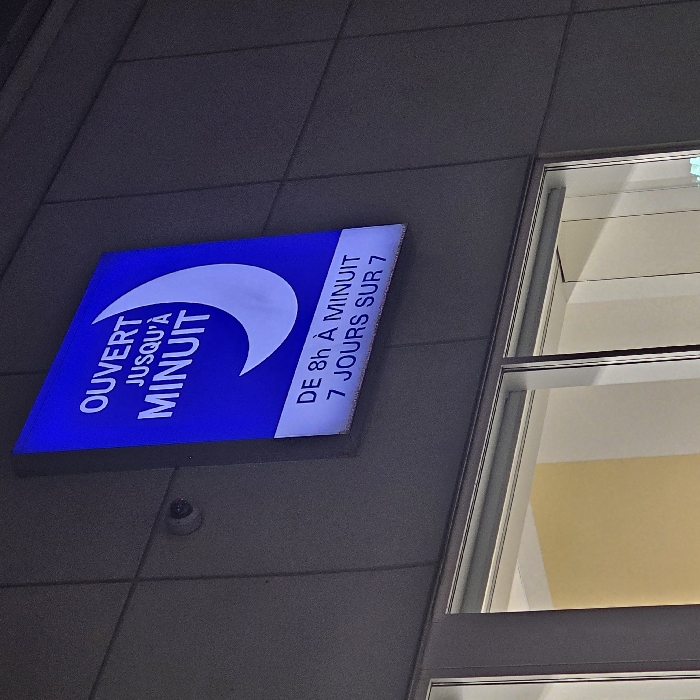 OUVERT
JUSQU'À
MINUIT
DE 8h À MINUIT
7 JOURS SUR 7